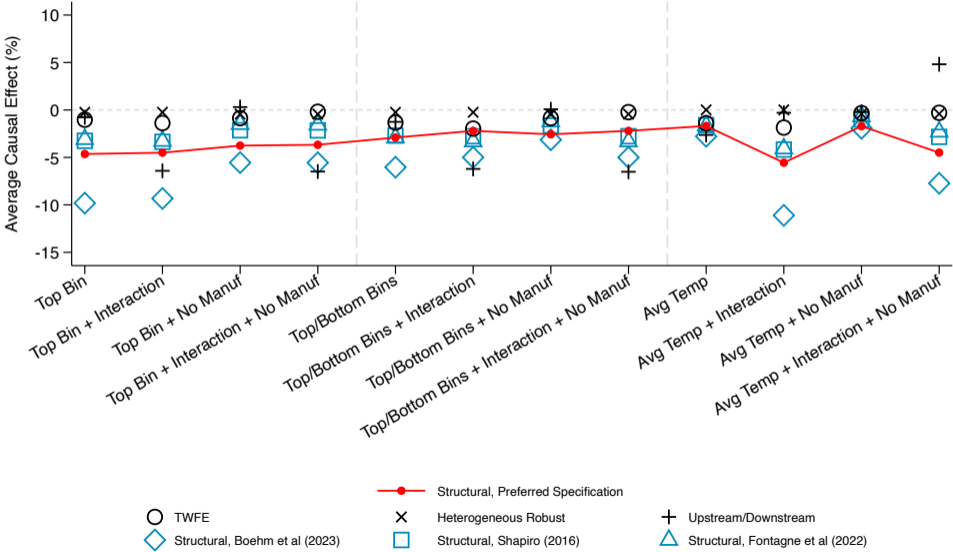 Average Causal Effect (%)
10
5
0
-5
-10
-15
Top Bin
Top Bin + Interaction
Top Bin + No Manuf
Top Bin + Interaction + No Manuf
Top/Bottom Bins
Top/Bottom Bins + Interaction
Top/Bottom Bins + No Manuf
Top/Bottom Bins + Interaction + No Manuf
Avg Temp
Avg Temp + Interaction
Avg Temp + No Manuf
Avg Temp + Interaction + No Manuf
Structural, Preferred Specification
TWFE
Heterogeneous Robust
Upstream/Downstream
Structural, Boehm et al (2023)
Structural, Shapiro (2016)
Structural, Fontagne et al (2022)